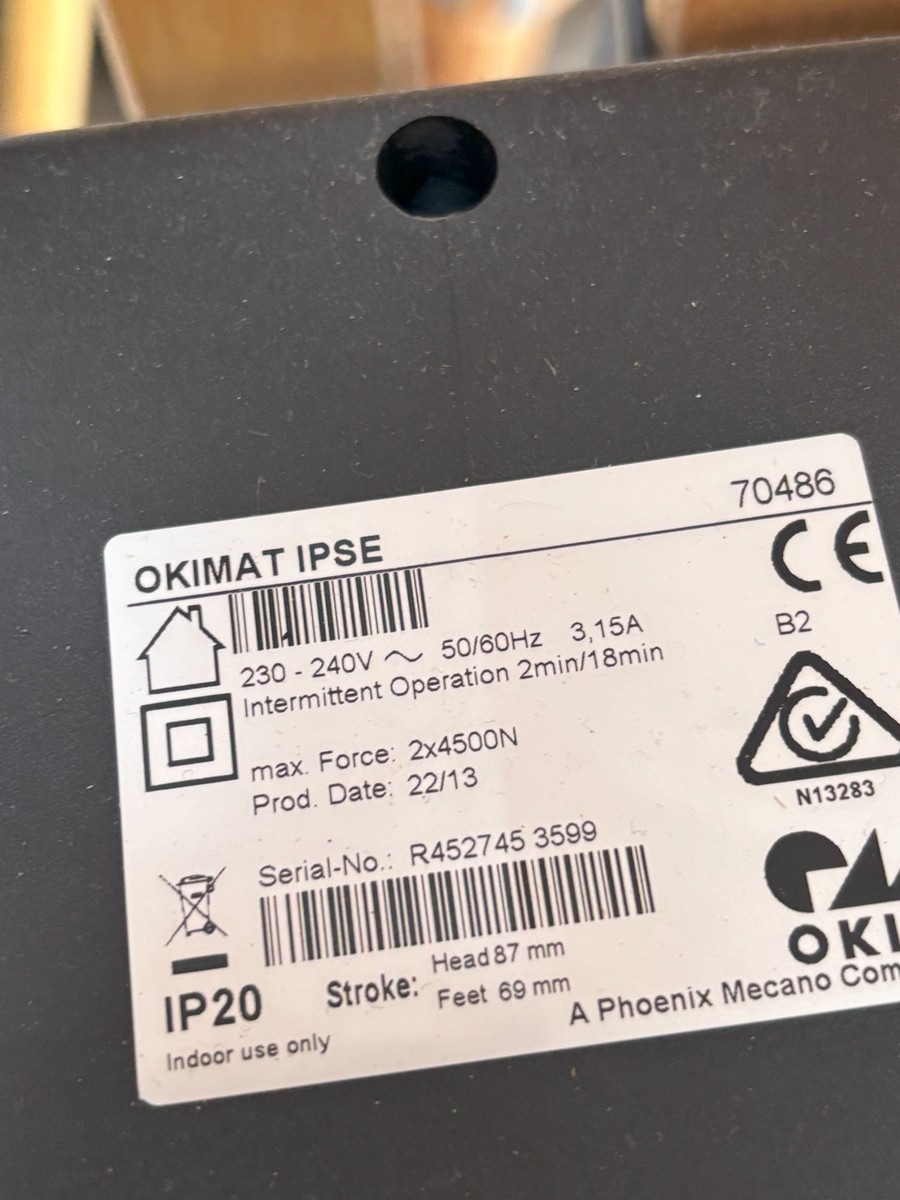 70486
OKIMAT IPSE
CE
230 - 240V ~ 50/60Hz 3,15A
B2
Intermittent Operation 2min/18min
max. Force: 2x4500N
Prod. Date: 22/13
N13283
Serial-No.: R452745 3599
OKI
Stroke: Head 87 mm
Feet 69 mm
IP20
A Phoenix Mecano Com
Indoor use only